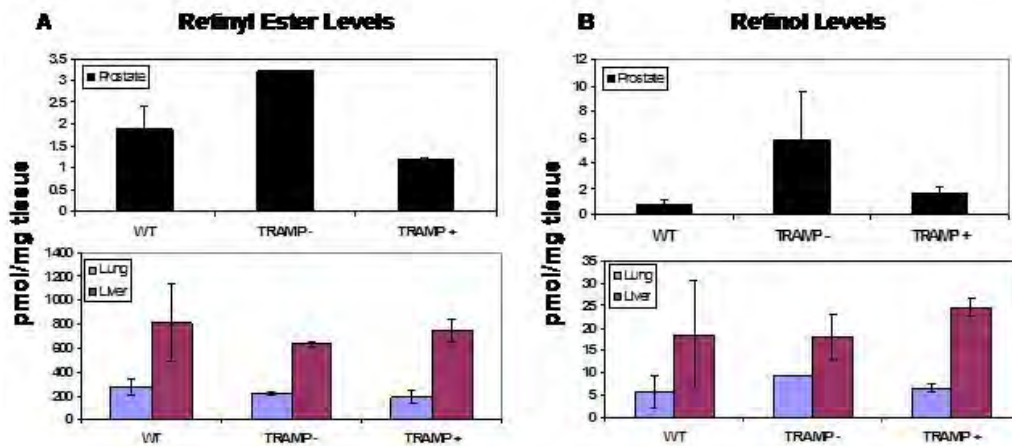 A Retinyl Ester Levels
3.5
3
2.5
2
1.5
1
0.5
0
Prostate
WT TRAMP - TRAMP +
1400
1200
1000
800
600
400
200
0
Lung
Liver
WT TRAMP - TRAMP +
pmol/mg tissue
B Retinol Levels
12
10
8
6
4
2
0
Prostate
WT TRAMP - TRAMP +
35
30
25
20
15
10
5
0
Lung
Liver
WT TRAMP - TRAMP +
pmol/mg tissue